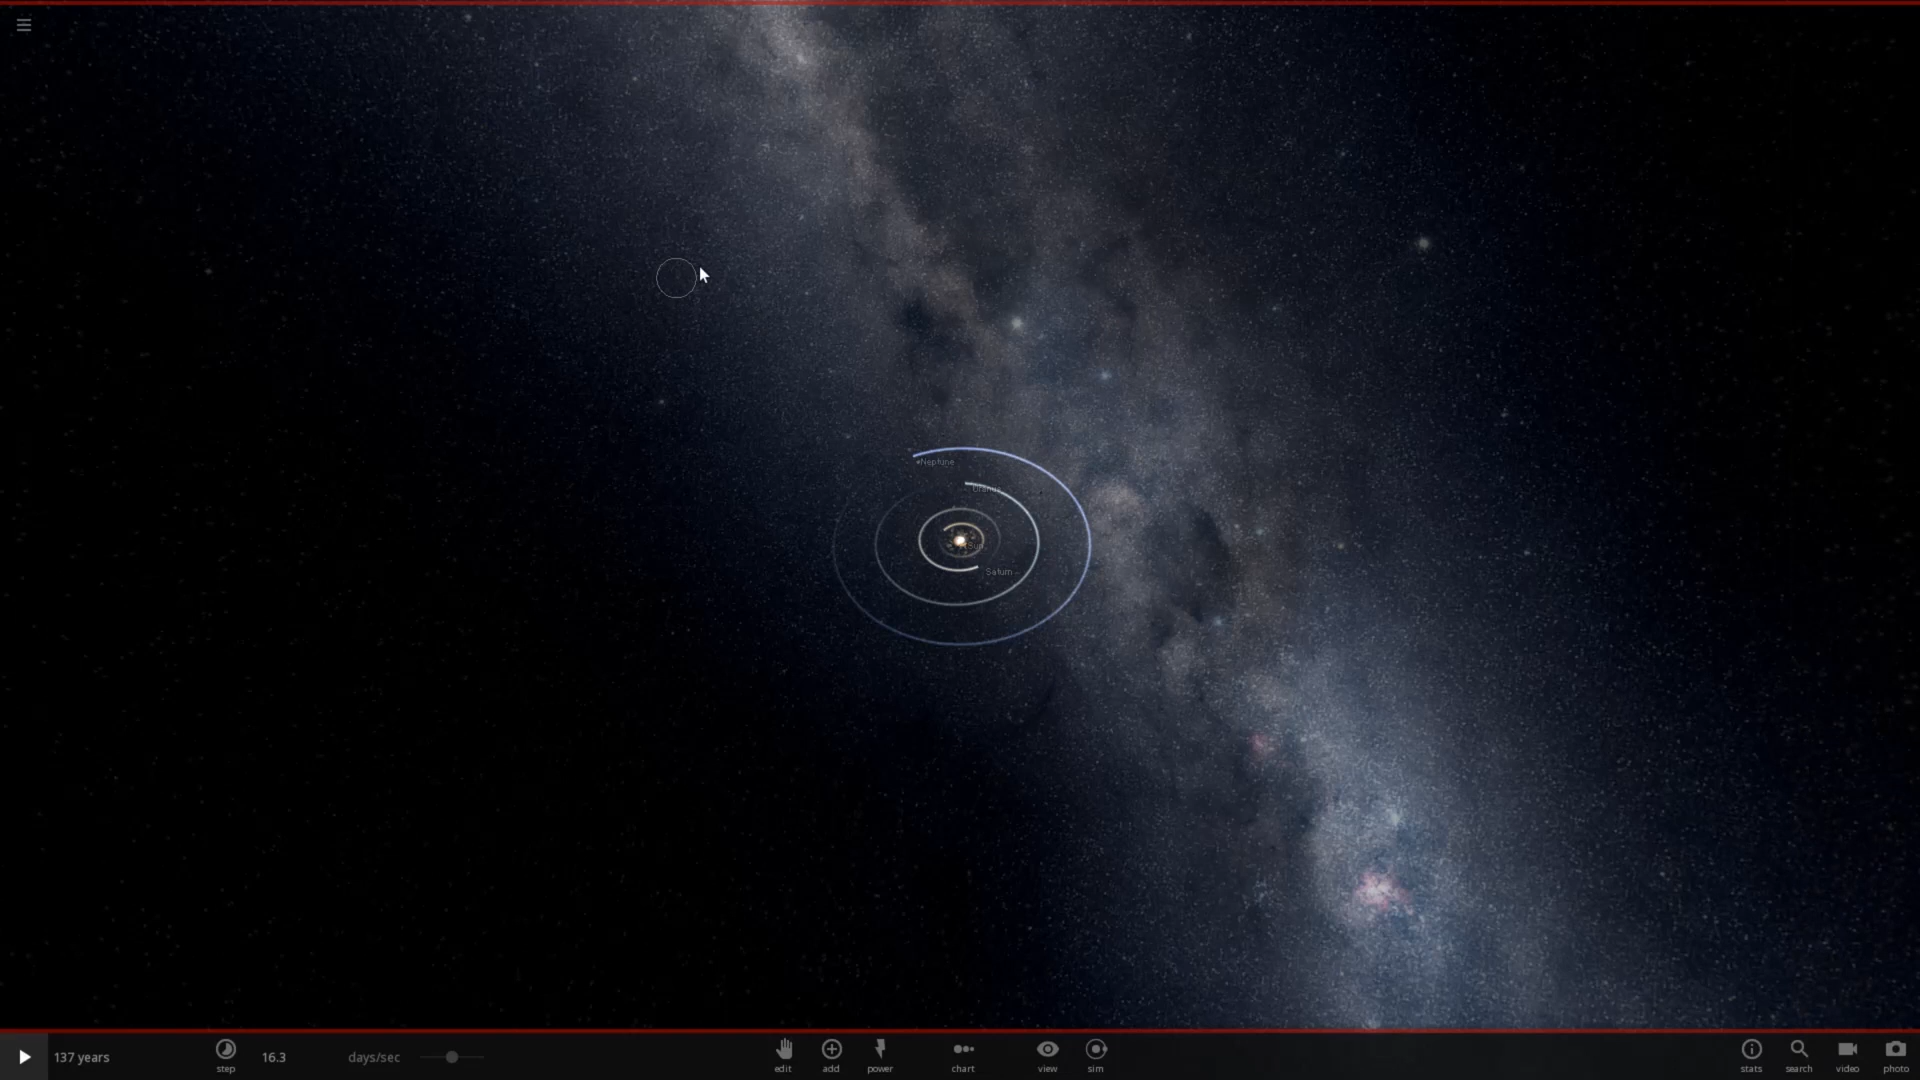 Neptune
Uranus
Sun
Saturn
137 years
step
16.3
days/sec
edit
add
power
chart
view
sim
stats
search
video
photo